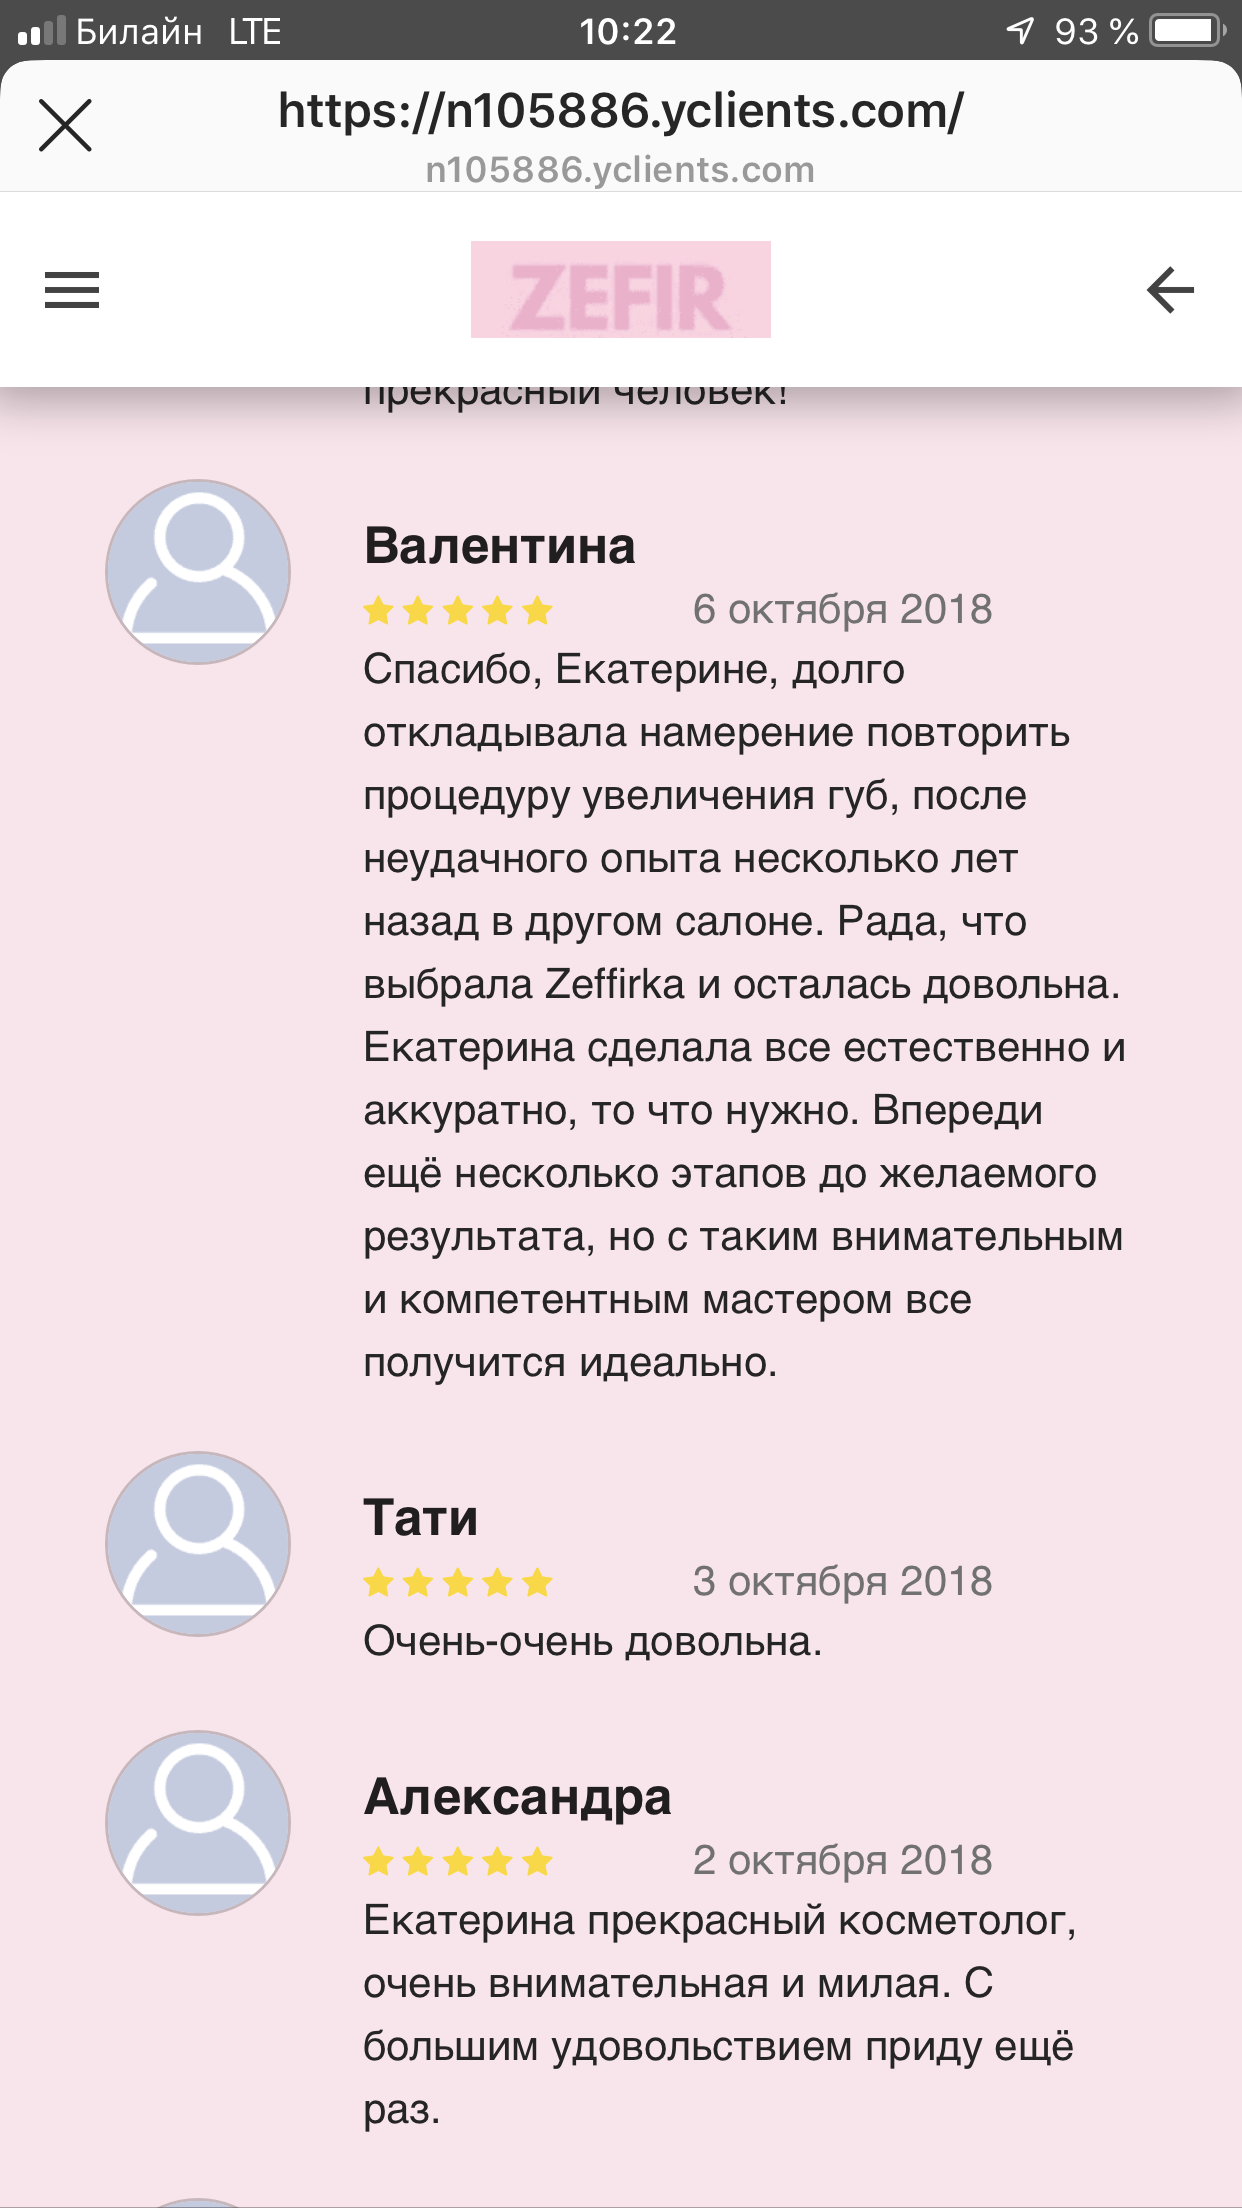 Билайн LTE 10:22 93 %
https://n105886.yclients.com/
n105886.yclients.com
ZEFIR
прекрасный человек!
Валентина
6 октября 2018
Спасибо, Екатерине, долго
откладывала намерение повторить
процедуру увеличения губ, после
неудачного опыта несколько лет
назад в другом салоне. Рада, что
выбрала Zeffirka и осталась довольна.
Екатерина сделала все естественно и
аккуратно, то что нужно. Впереди
ещё несколько этапов до желаемого
результата, но с таким внимательным
и компетентным мастером все
получится идеально.
Тати
3 октября 2018
Очень-очень довольна.
Александра
2 октября 2018
Екатерина прекрасный косметолог,
очень внимательная и милая. С
большим удовольствием приду ещё
раз.